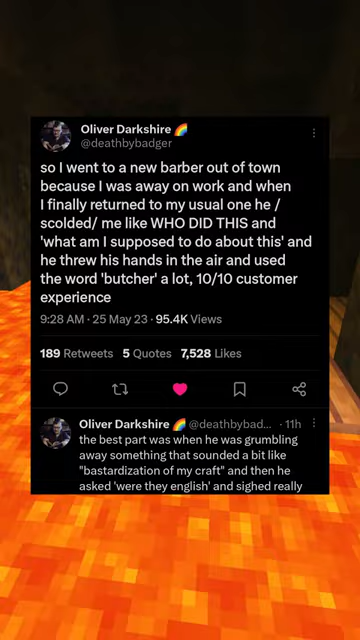 Oliver Darkshire 🌈
@deathbybadger
so I went to a new barber out of town
because I was away on work and when
I finally returned to my usual one he /
scolded/ me like WHO DID THIS and
'what am I supposed to do about this' and
he threw his hands in the air and used
the word 'butcher' a lot, 10/10 customer
experience
9:28 AM · 25 May 23 · 95.4K Views
189 Retweets 5 Quotes 7,528 Likes
Oliver Darkshire 🌈 @deathbybad... · 11h
the best part was when he was grumbling
away something that sounded a bit like
"bastardization of my craft" and then he
asked 'were they english' and sighed really